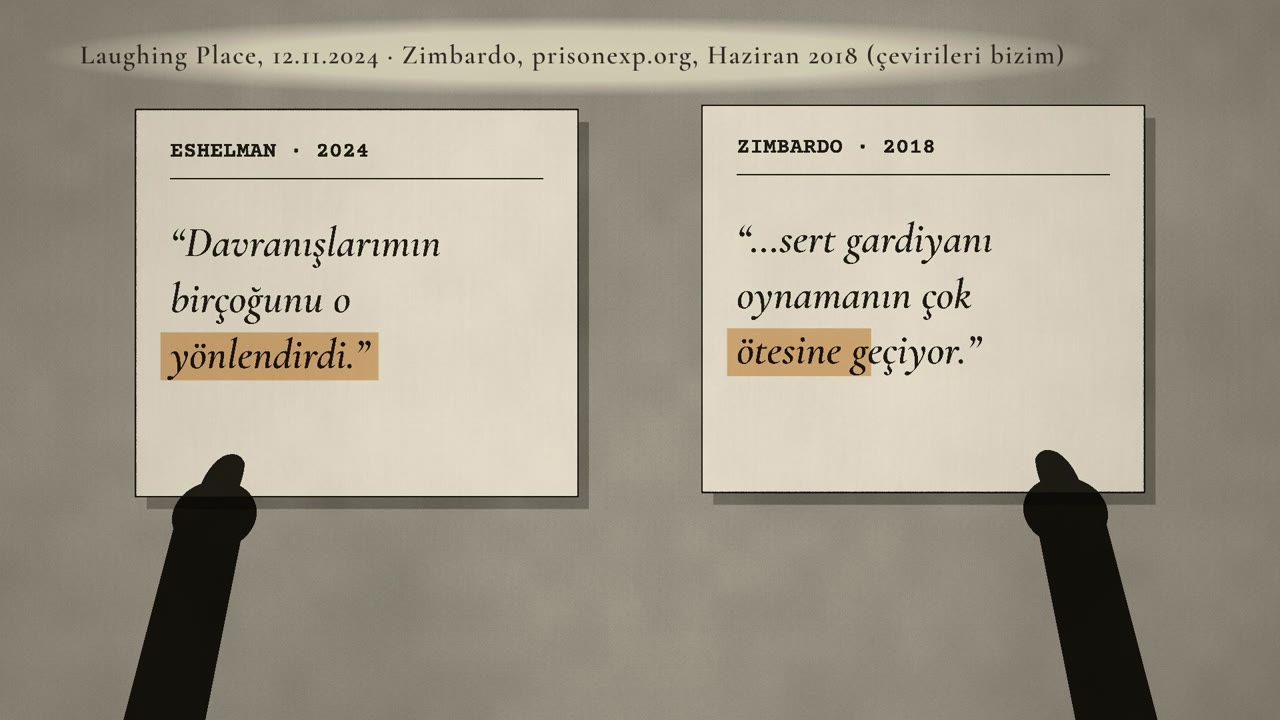 Laughing Place, 12.11.2024 · Zimbardo, prisonexp.org, Haziran 2018 (çevirileri bizim)
ESHELMAN · 2024
“Davranışlarımın
birçoğunu o
yönlendirdi.”
ZIMBARDO · 2018
“…sert gardiyanı
oynamanın çok
ötesine geçiyor.”